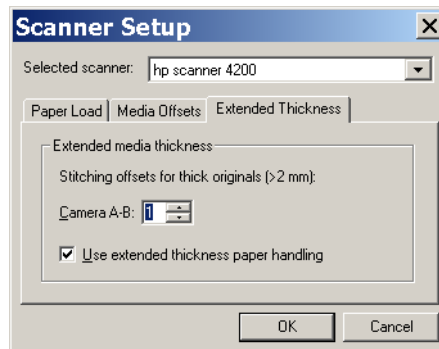 Scanner Setup
Selected scanner: hp scanner 4200
Paper Load Media Offsets Extended Thickness
Extended media thickness
Stitching offsets for thick originals (>2 mm):
Camera A-B: 1
Use extended thickness paper handling
OK Cancel